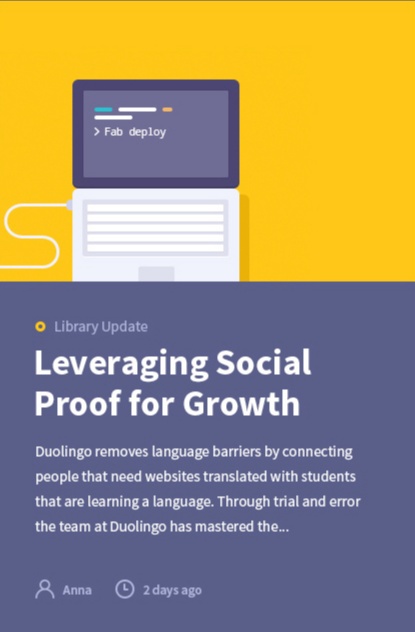 > Fab deploy
Library Update
Leveraging Social
Proof for Growth
Duolingo removes language barriers by connecting
people that need websites translated with students
that are learning a language. Through trial and error
the team at Duolingo has mastered the...
Anna
2 days ago